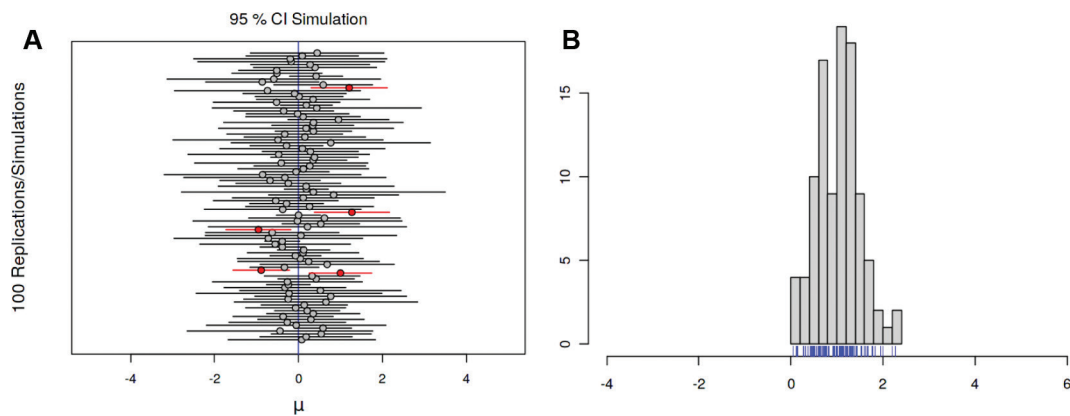 95 % CI Simulation
A
100 Replications/Simulations
-4 -2 0 2 4
μ
B
15
10
5
0
-4 -2 0 2 4 6